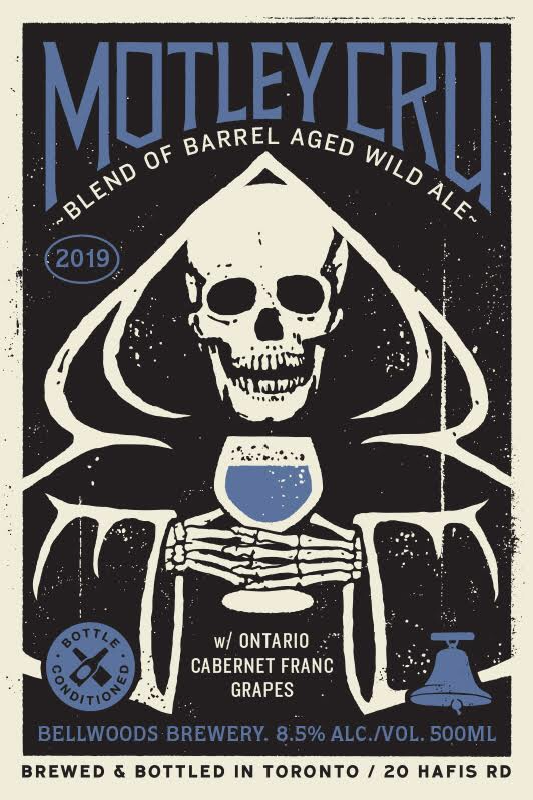 MOTLEY CRU
~BLEND OF BARREL AGED WILD ALE~
2019
BOTTLE
CONDITIONED
w/ ONTARIO
CABERNET FRANC
GRAPES
BELLWOODS BREWERY. 8.5% ALC./VOL. 500ML
BREWED & BOTTLED IN TORONTO / 20 HAFIS RD